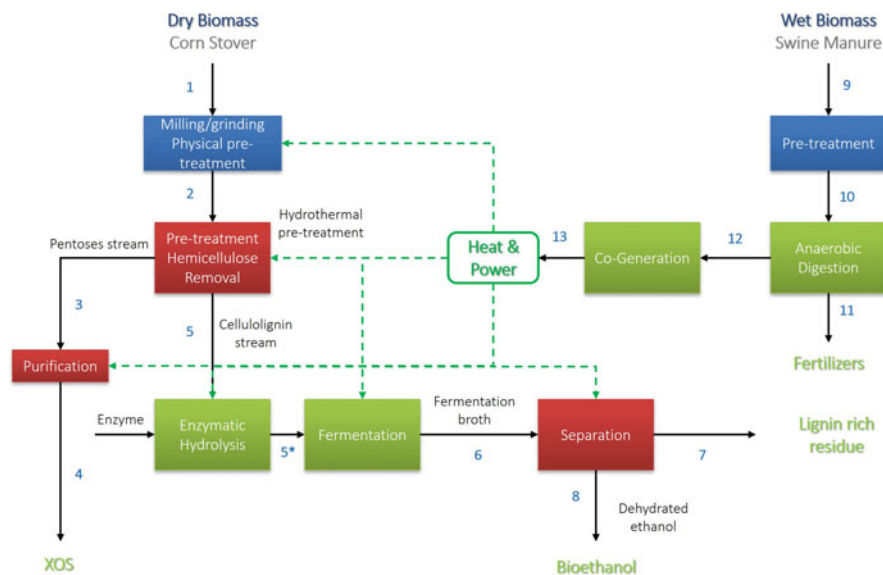 Dry Biomass
Corn Stover
Wet Biomass
Swine Manure
1
9
Milling/grinding
Physical pre-
treatment
Pre-treatment
2
10
Hydrothermal
pre-treatment
Pentoses stream
Pre-treatment
Hemicellulose
Removal
Heat &
Power
13
Co-Generation
12
Anaerobic
Digestion
3
5
Cellulolignin
stream
11
Purification
Fertilizers
Enzyme
Enzymatic
Hydrolysis
5*
Fermentation
Fermentation
broth
6
Separation
7
Lignin rich
residue
4
8
Dehydrated
ethanol
XOS
Bioethanol